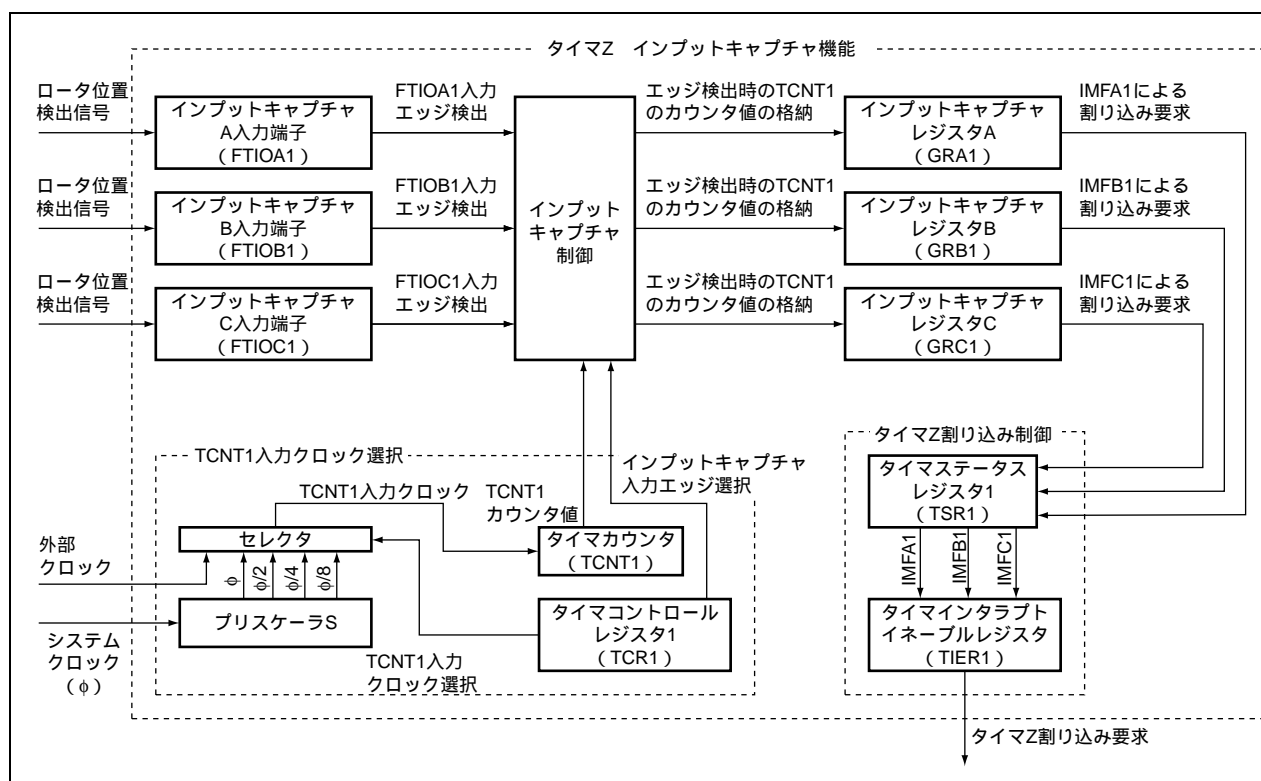 タイマZ　インプットキャプチャ機能
ロータ位置
検出信号
インプットキャプチャ
A入力端子
（FTIOA1）
FTIOA1入力
エッジ検出
エッジ検出時のTCNT1
のカウンタ値の格納
インプットキャプチャ
レジスタA
（GRA1）
IMFA1による
割り込み要求
ロータ位置
検出信号
インプットキャプチャ
B入力端子
（FTIOB1）
FTIOB1入力
エッジ検出
インプット
キャプチャ
制御
エッジ検出時のTCNT1
のカウンタ値の格納
インプットキャプチャ
レジスタB
（GRB1）
IMFB1による
割り込み要求
ロータ位置
検出信号
インプットキャプチャ
C入力端子
（FTIOC1）
FTIOC1入力
エッジ検出
エッジ検出時のTCNT1
のカウンタ値の格納
インプットキャプチャ
レジスタC
（GRC1）
IMFC1による
割り込み要求
TCNT1入力クロック選択
インプットキャプチャ
入力エッジ選択
TCNT1入力クロック
TCNT1
カウンタ値
外部
クロック
セレクタ
タイマカウンタ
（TCNT1）
φ
φ/2
φ/4
φ/8
プリスケーラS
システム
クロック
（φ）
タイマコントロール
レジスタ1
（TCR1）
TCNT1入力
クロック選択
タイマZ割り込み制御
タイマステータス
レジスタ1
（TSR1）
IMFA1
IMFB1
IMFC1
タイマインタラプト
イネーブルレジスタ
（TIER1）
タイマZ割り込み要求